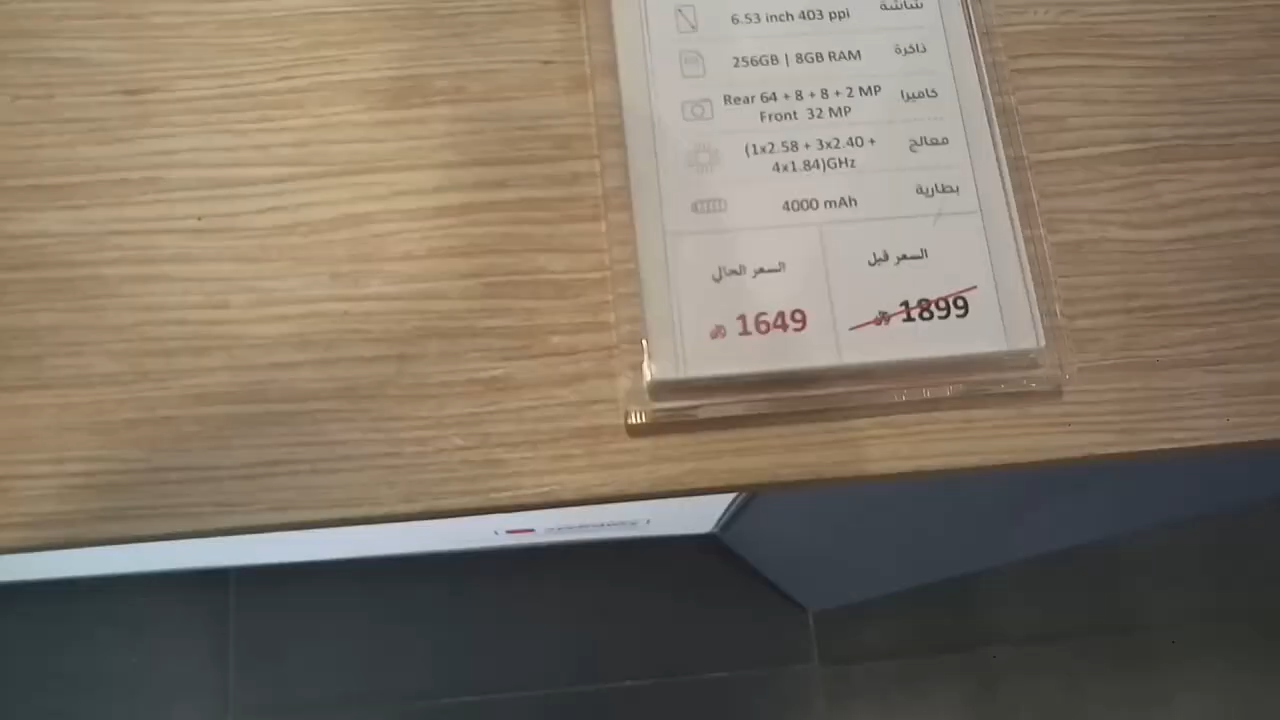 شاشة 6.53 inch 403 ppi
ذاكرة 256GB | 8GB RAM
كاميرا Rear 64 + 8 + 8 + 2 MP
Front 32 MP
معالج (1x2.58 + 3x2.40 +
4x1.84)GHz
بطارية 4000 mAh
السعر قبل السعر الحالي
1899 1649